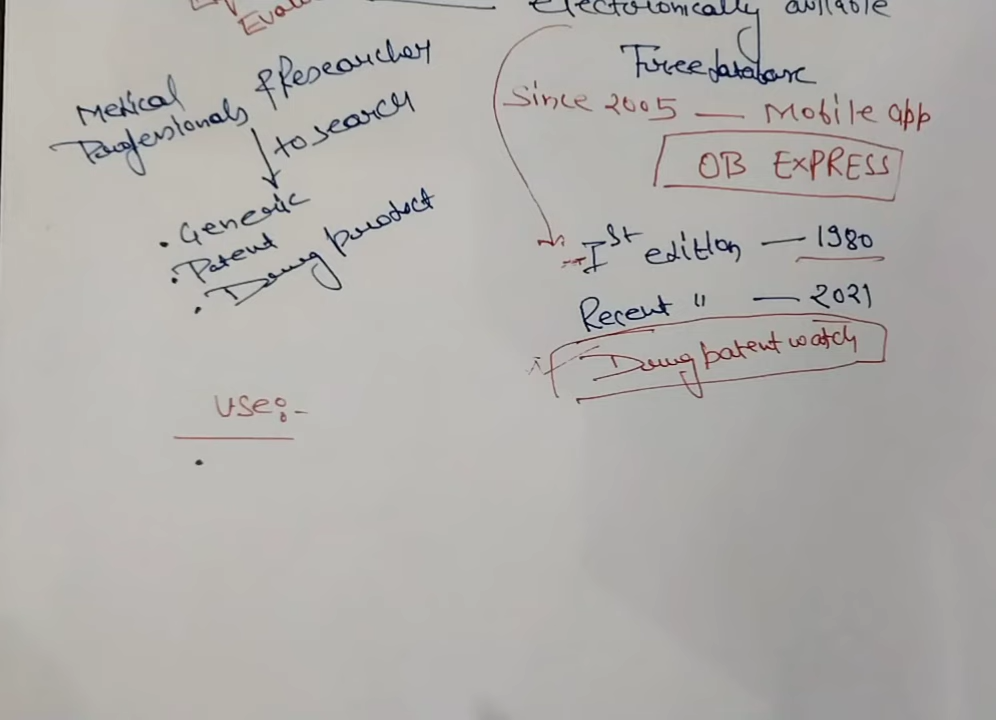 Evalu
electoronically available
Free database
Since 2005 — Mobile app
OB EXPRESS
Ist edition — 1980
Recent " — 2021
Drug patent watch
Medical
Professionals & Researcher
to search
• Generic
• Patent
• Drug product
use:-
•